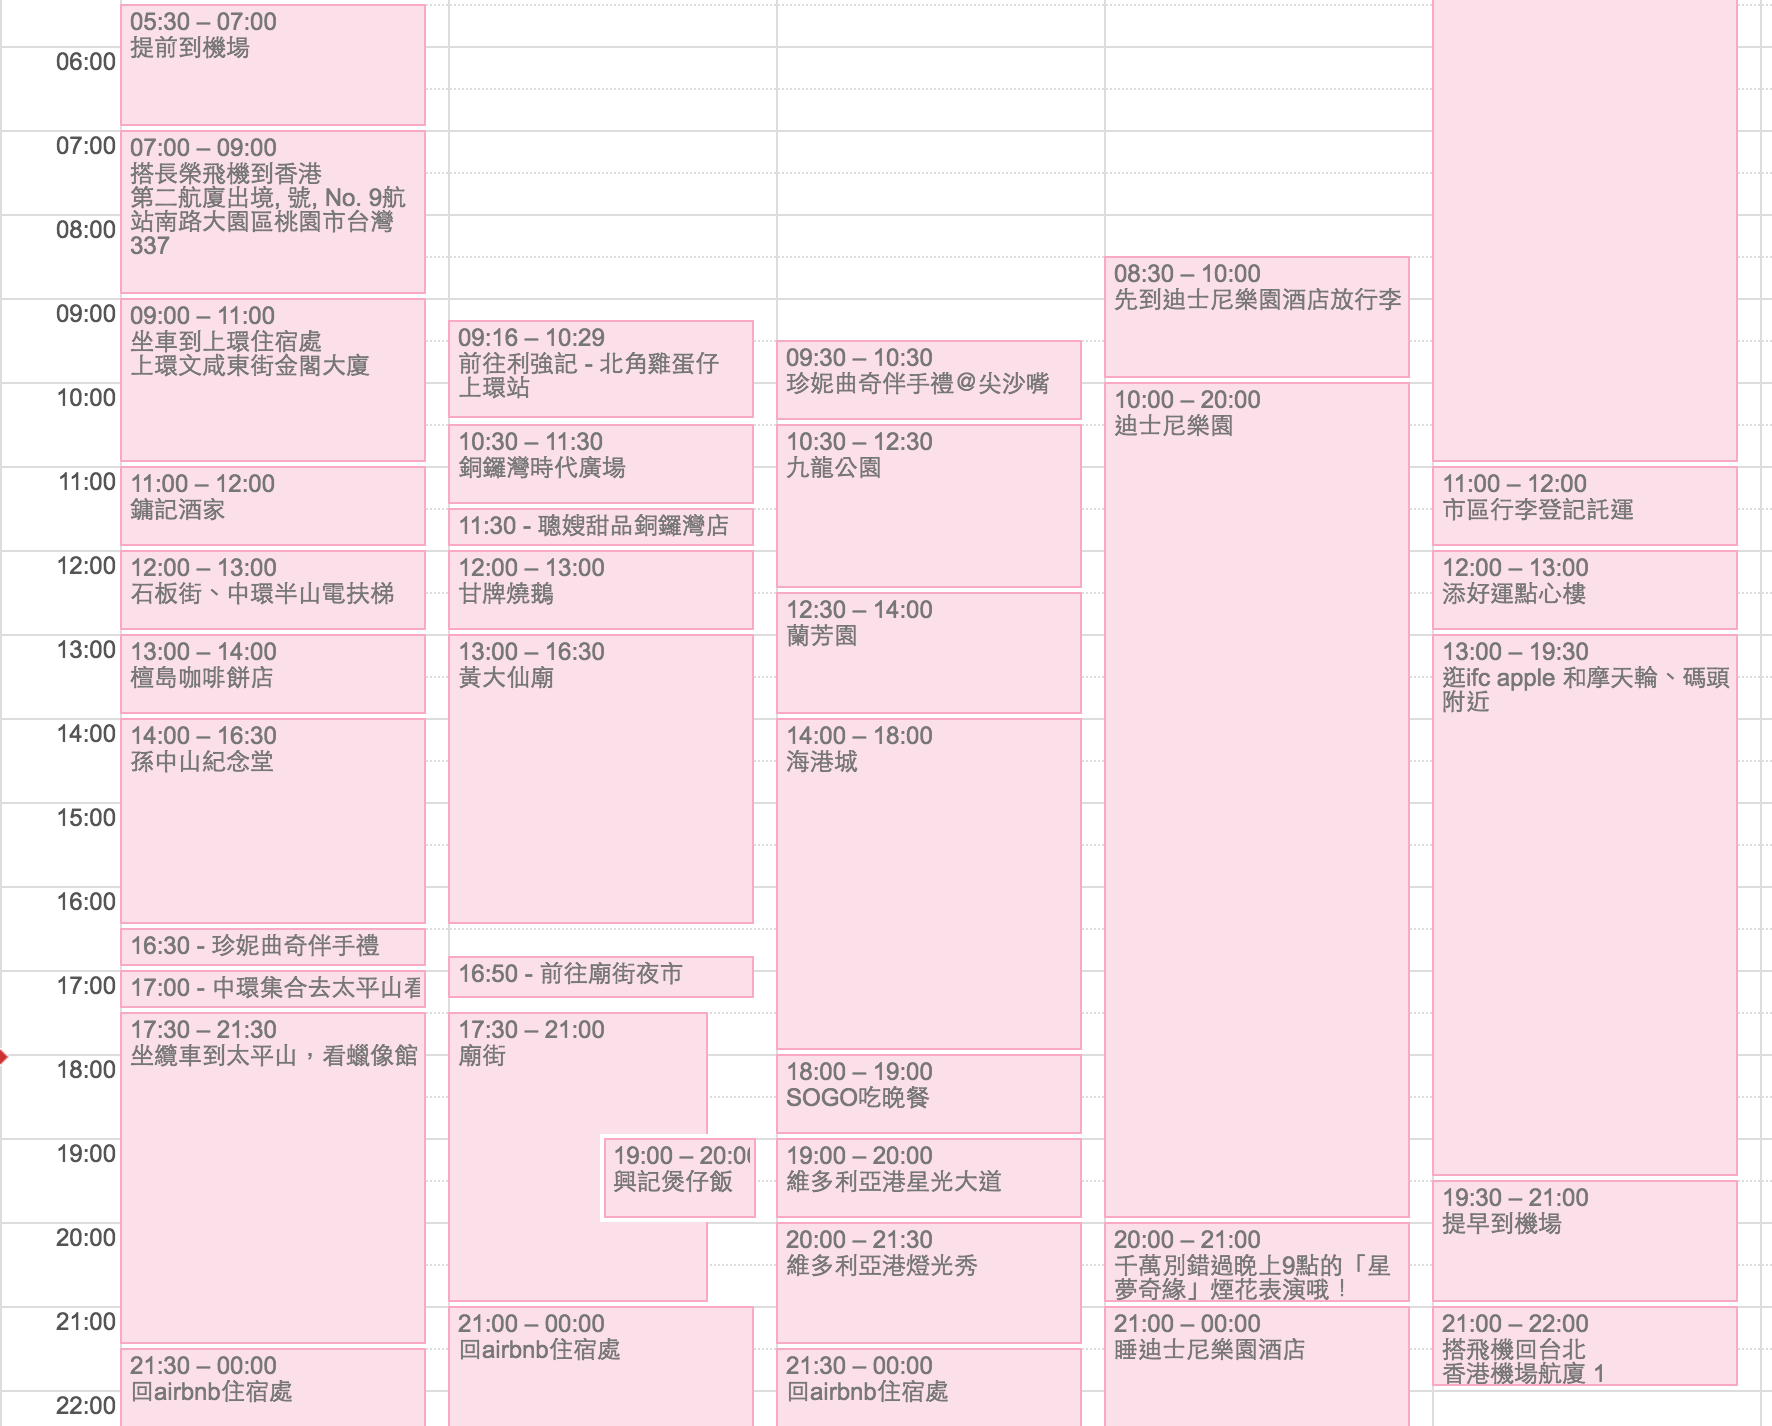 06:00
07:00
08:00
09:00
10:00
11:00
12:00
13:00
14:00
15:00
16:00
17:00
18:00
19:00
20:00
21:00
22:00
05:30 – 07:00
提前到機場
07:00 – 09:00
搭長榮飛機到香港
第二航廈出境, 號, No. 9航
站南路大園區桃園市台灣
337
09:00 – 11:00
坐車到上環住宿處
上環文咸東街金閣大廈
11:00 – 12:00
鏞記酒家
12:00 – 13:00
石板街、中環半山電扶梯
13:00 – 14:00
檀島咖啡餅店
14:00 – 16:30
孫中山紀念堂
16:30 - 珍妮曲奇伴手禮
17:00 - 中環集合去太平山看
17:30 – 21:30
坐纜車到太平山，看蠟像館
21:30 – 00:00
回airbnb住宿處
09:16 – 10:29
前往利強記 - 北角雞蛋仔
上環站
10:30 – 11:30
銅鑼灣時代廣場
11:30 - 聰嫂甜品銅鑼灣店
12:00 – 13:00
甘牌燒鵝
13:00 – 16:30
黃大仙廟
16:50 - 前往廟街夜市
17:30 – 21:00
廟街
19:00 – 20:00
興記煲仔飯
21:00 – 00:00
回airbnb住宿處
09:30 – 10:30
珍妮曲奇伴手禮@尖沙嘴
10:30 – 12:30
九龍公園
12:30 – 14:00
蘭芳園
14:00 – 18:00
海港城
18:00 – 19:00
SOGO吃晚餐
19:00 – 20:00
維多利亞港星光大道
20:00 – 21:30
維多利亞港燈光秀
21:30 – 00:00
回airbnb住宿處
08:30 – 10:00
先到迪士尼樂園酒店放行李
10:00 – 20:00
迪士尼樂園
20:00 – 21:00
千萬別錯過晚上9點的「星
夢奇緣」煙花表演哦！
21:00 – 00:00
睡迪士尼樂園酒店
11:00 – 12:00
市區行李登記託運
12:00 – 13:00
添好運點心樓
13:00 – 19:30
逛ifc apple 和摩天輪、碼頭
附近
19:30 – 21:00
提早到機場
21:00 – 22:00
搭飛機回台北
香港機場航廈 1